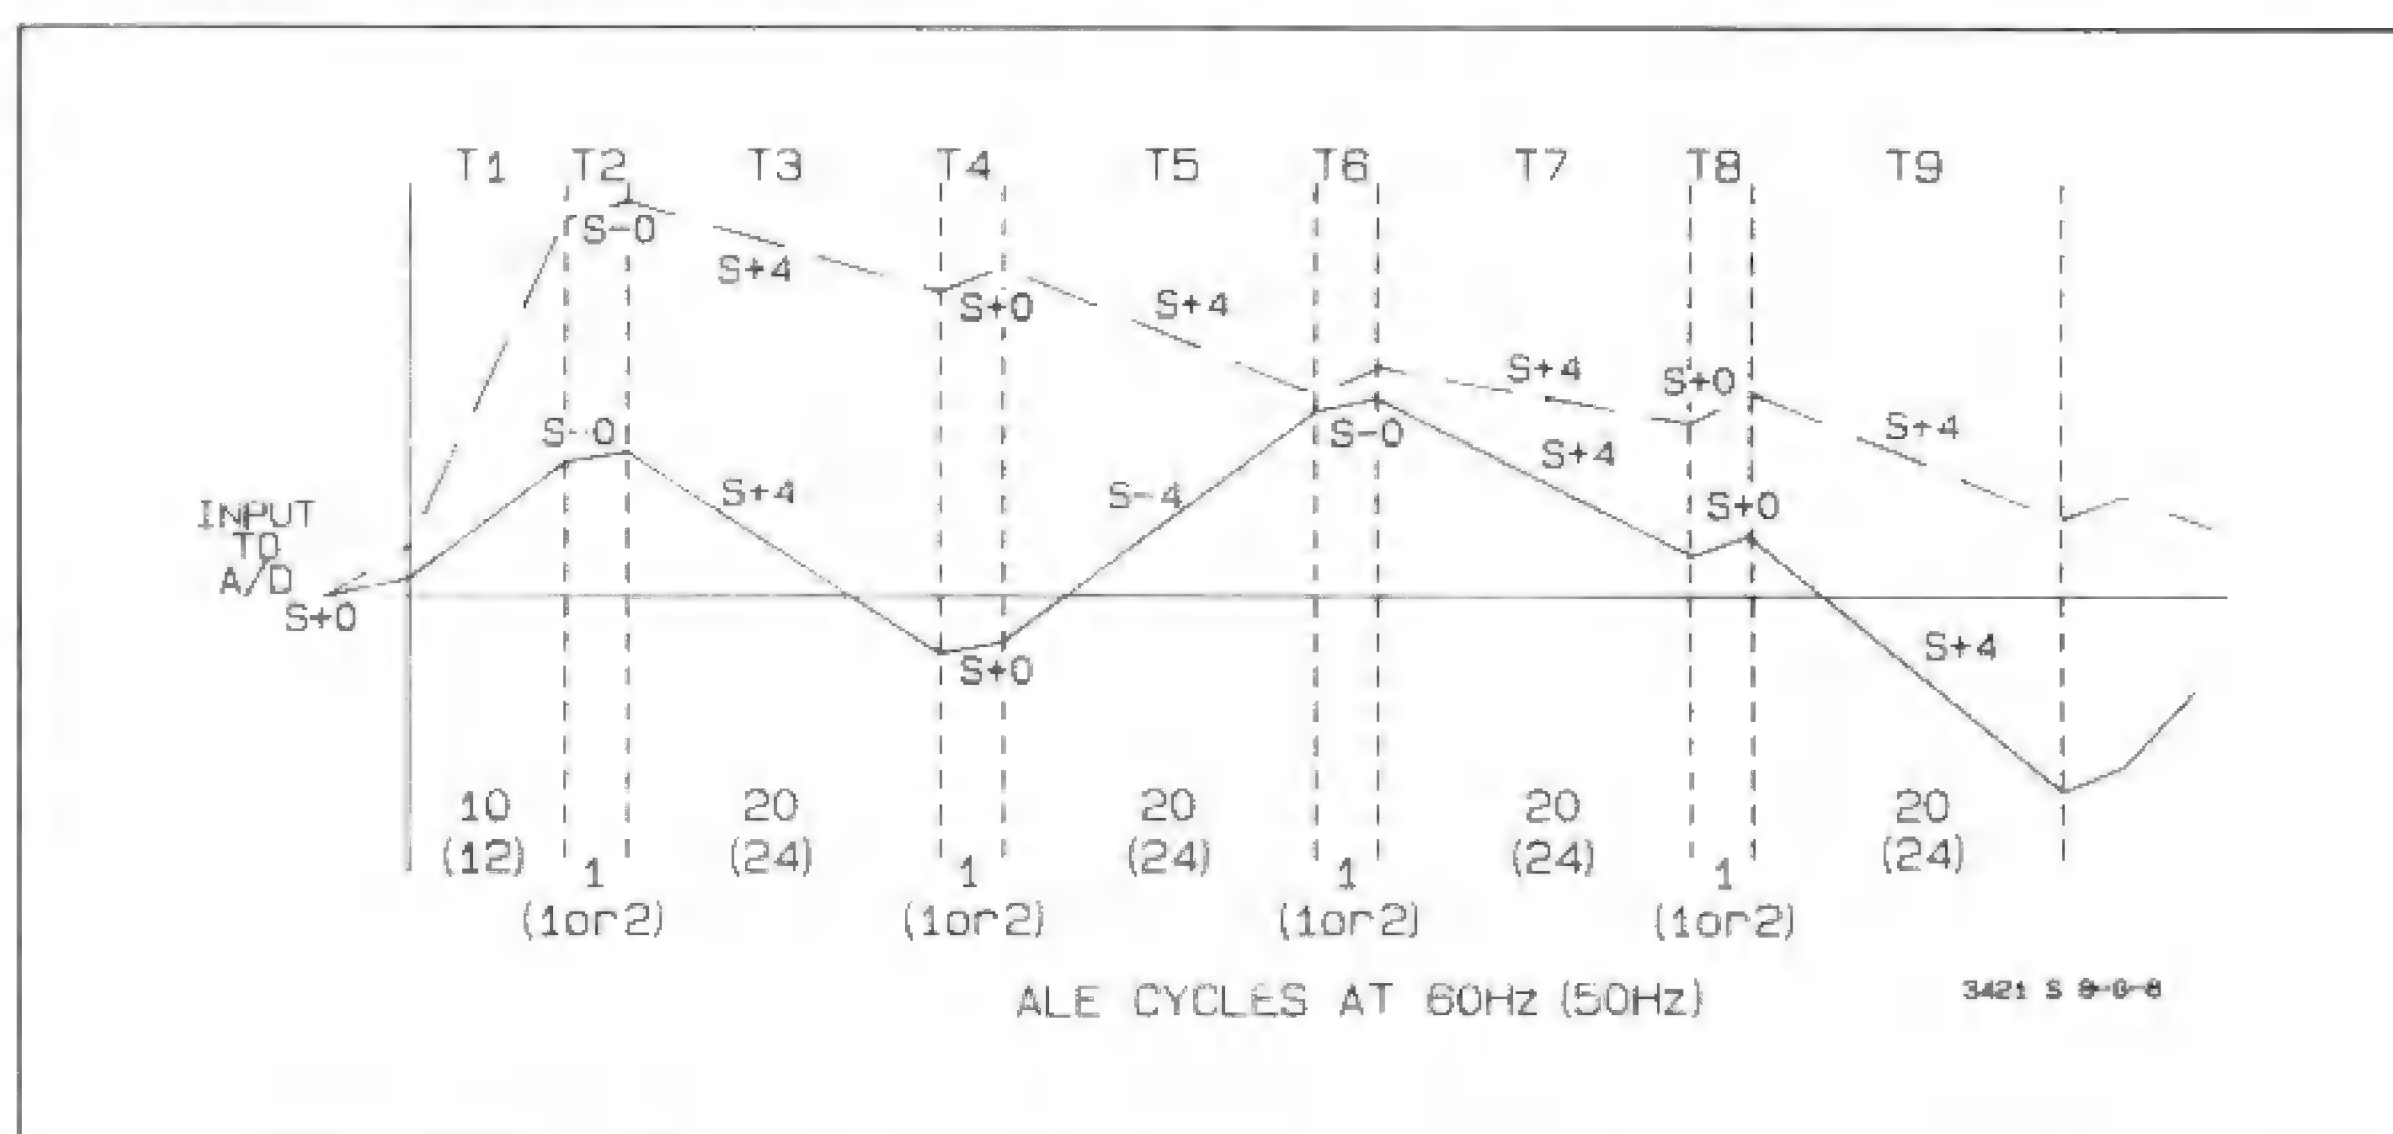 T1 T2 T3 T4 T5 T6 T7 T8 T9
S-0
S+4
S+0
S+4
S+4
S+0
S+4
S-0
S-0
S+4
S+4
S-4
S+0
INPUT
TO
A/D
S+0
S+0
S+4
10 20 20 20 20
(12) (24) (24) (24) (24)
1 1 1 1
(1or2) (1or2) (1or2) (1or2)
ALE CYCLES AT 60Hz (50Hz)
3421 S